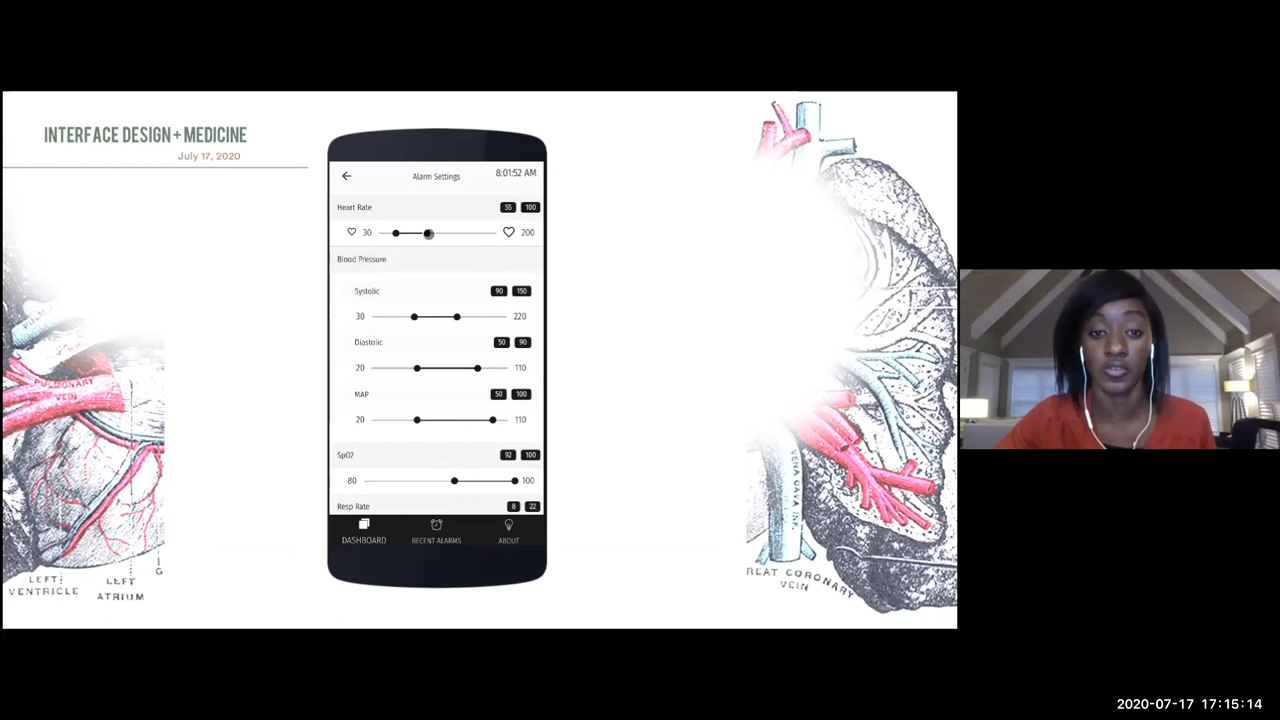 INTERFACE DESIGN + MEDICINE
July 17, 2020
Alarm Settings 8:01:52 AM
Heart Rate 55 100
30 200
Blood Pressure
Systolic 90 150
30 220
Diastolic 50 90
20 110
MAP 50 100
20 110
SpO2 92 100
80 100
Resp Rate 8 22
DASHBOARD RECENT ALARMS ABOUT
PULMONARY
VEIN
LEFT
VENTRICLE
LEFT
ATRIUM
G
VENA CAVA INF.
REAT CORONARY
VEIN
2020-07-17 17:15:14